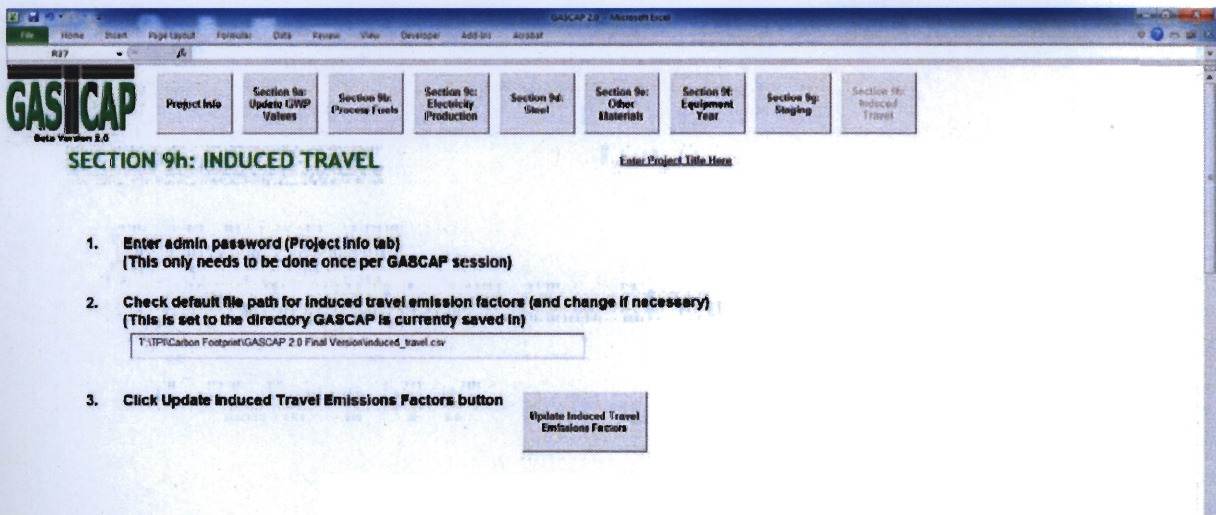 GASCAP 2.0 - Microsoft Excel
File Home Insert Page Layout Formulas Data Review View Developer Add-Ins Acrobat
R37 fx
GASCAP
Beta Version 2.0
Project Info
Section 9a:
Update GWP
Values
Section 9b:
Process Fuels
Section 9c:
Electricity
Production
Section 9d:
Steel
Section 9e:
Other
Materials
Section 9f:
Equipment
Year
Section 9g:
Staging
Section 9h:
Induced
Travel
SECTION 9h: INDUCED TRAVEL
Enter Project Title Here
1. Enter admin password (Project Info tab)
(This only needs to be done once per GASCAP session)
2. Check default file path for induced travel emission factors (and change if necessary)
(This is set to the directory GASCAP is currently saved in)
T:\TPI\Carbon Footprint\GASCAP 2.0 Final Version\induced_travel.csv
3. Click Update Induced Travel Emissions Factors button
Update Induced Travel
Emissions Factors